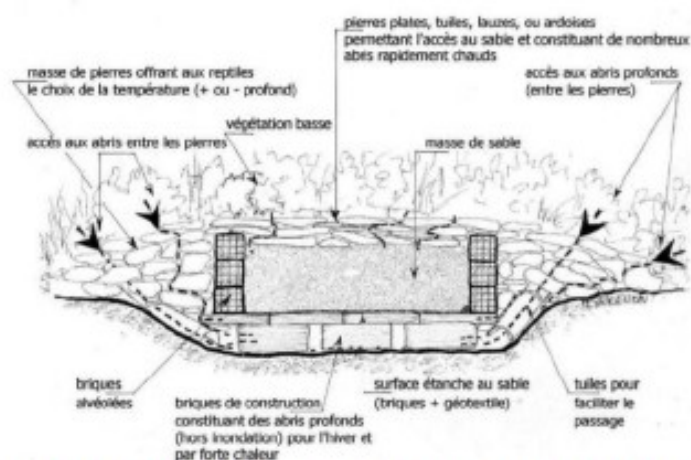 pierres plates, tuiles, lauzes, ou ardoises
permettant l'accès au sable et constituant de nombreux
abris rapidement chauds
masse de pierres offrant aux reptiles
le choix de la température (+ ou - profond)
accès aux abris profonds
(entre les pierres)
végétation basse
accès aux abris entre les pierres
masse de sable
briques
alvéolées
briques de construction
constituant des abris profonds
(hors inondation) pour l'hiver et
par forte chaleur
surface étanche au sable
(briques + géotextile)
tuiles pour
faciliter le
passage